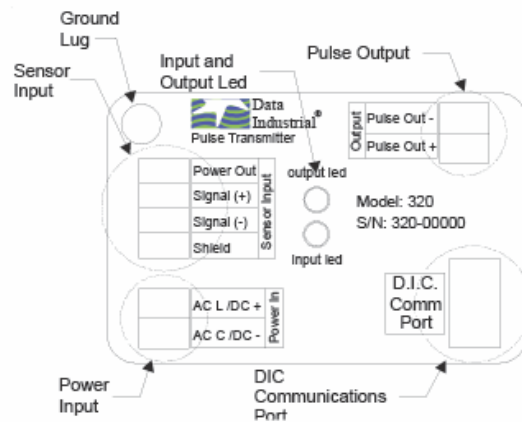 Ground
Lug
Sensor
Input
Input and
Output Led
Pulse Output
Data
Industrial®
Pulse Transmitter
Output
Pulse Out -
Pulse Out +
Power Out
Signal (+)
Signal (-)
Shield
Sensor Input
output led
Input led
Model: 320
S/N: 320-00000
AC L /DC +
AC C /DC -
Power In
D.I.C.
Comm
Port
Power
Input
DIC
Communications
Port